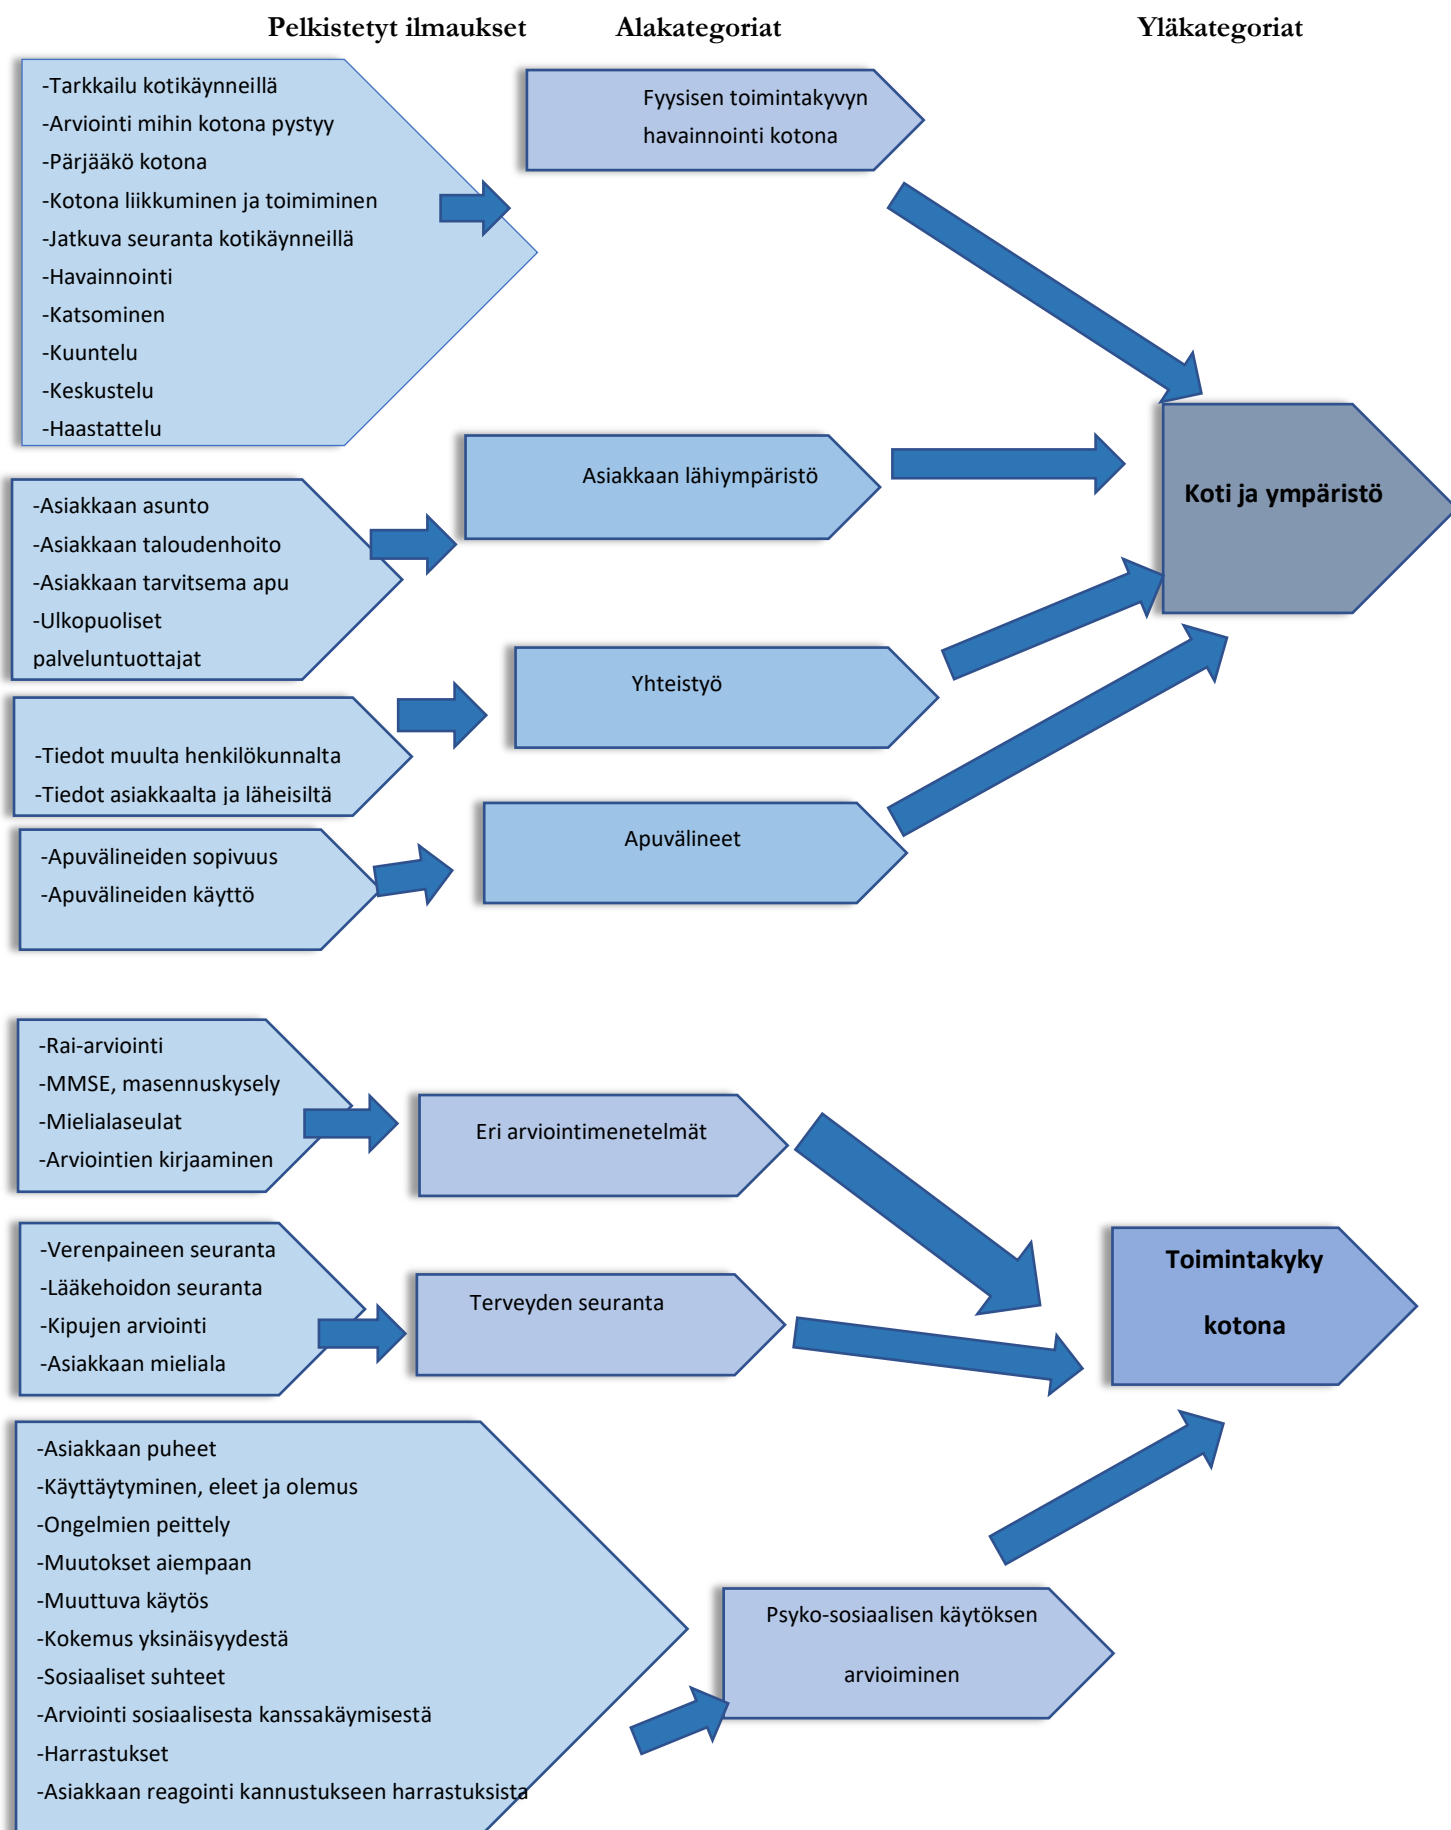 Pelkistetyt ilmaukset Alakategoriat Yläkategoriat
-Tarkkailu kotikäynneillä
-Arviointi mihin kotona pystyy
-Pärjääkö kotona
-Kotona liikkuminen ja toimiminen
-Jatkuva seuranta kotikäynneillä
-Havainnointi
-Katsominen
-Kuuntelu
-Keskustelu
-Haastattelu
Fyysisen toimintakyvyn
havainnointi kotona
-Asiakkaan asunto
-Asiakkaan taloudenhoito
-Asiakkaan tarvitsema apu
-Ulkopuoliset
palveluntuottajat
Asiakkaan lähiympäristö
-Tiedot muulta henkilökunnalta
-Tiedot asiakkaalta ja läheisiltä
Yhteistyö
-Apuvälineiden sopivuus
-Apuvälineiden käyttö
Apuvälineet
Koti ja ympäristö
-Rai-arviointi
-MMSE, masennuskysely
-Mielialaseulat
-Arviointien kirjaaminen
Eri arviointimenetelmät
-Verenpaineen seuranta
-Lääkehoidon seuranta
-Kipujen arviointi
-Asiakkaan mieliala
Terveyden seuranta
-Asiakkaan puheet
-Käyttäytyminen, eleet ja olemus
-Ongelmien peittely
-Muutokset aiempaan
-Muuttuva käytös
-Kokemus yksinäisyydestä
-Sosiaaliset suhteet
-Arviointi sosiaalisesta kanssakäymisestä
-Harrastukset
-Asiakkaan reagointi kannustukseen harrastuksista
Psyko-sosiaalisen käytöksen
arvioiminen
Toimintakyky
kotona